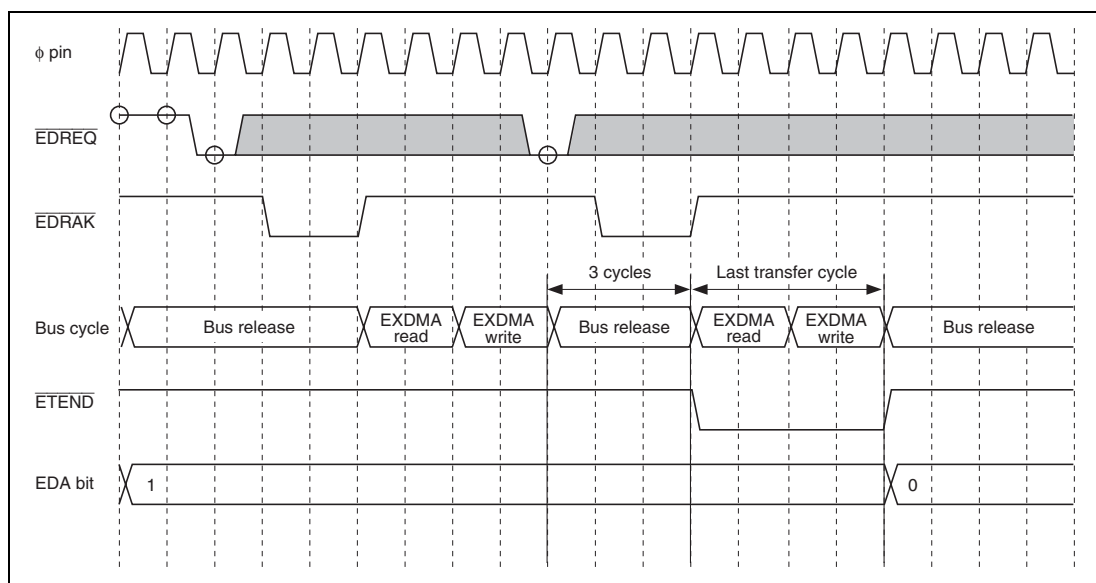 φ pin
EDREQ
EDRAK
3 cycles
Last transfer cycle
Bus cycle
Bus release
EXDMA
read
EXDMA
write
Bus release
EXDMA
read
EXDMA
write
Bus release
ETEND
EDA bit
1
0